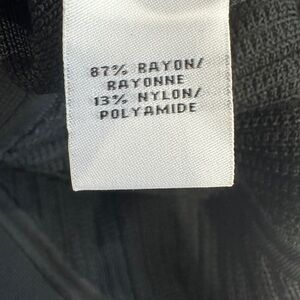 87% RAYON/
RAYONNE
13% NYLON/
POLYAMIDE